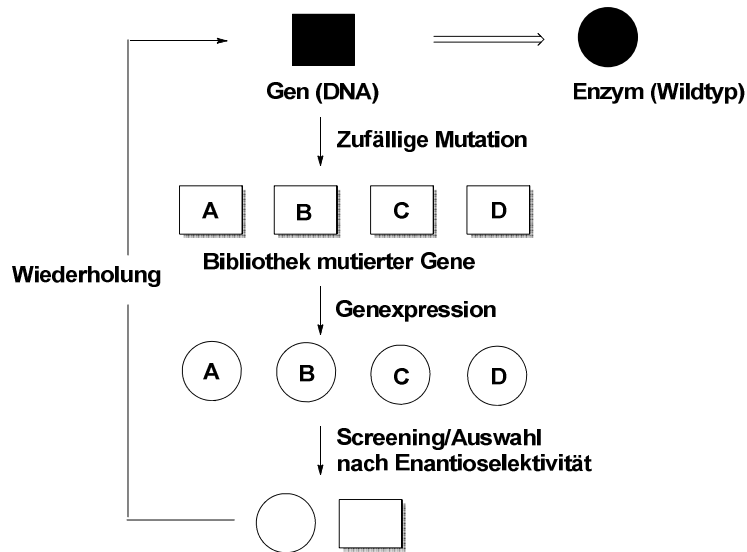 Gen (DNA)
Enzym (Wildtyp)
Zufällige Mutation
A B C D
Bibliothek mutierter Gene
Wiederholung
Genexpression
A B C D
Screening/Auswahl
nach Enantioselektivität